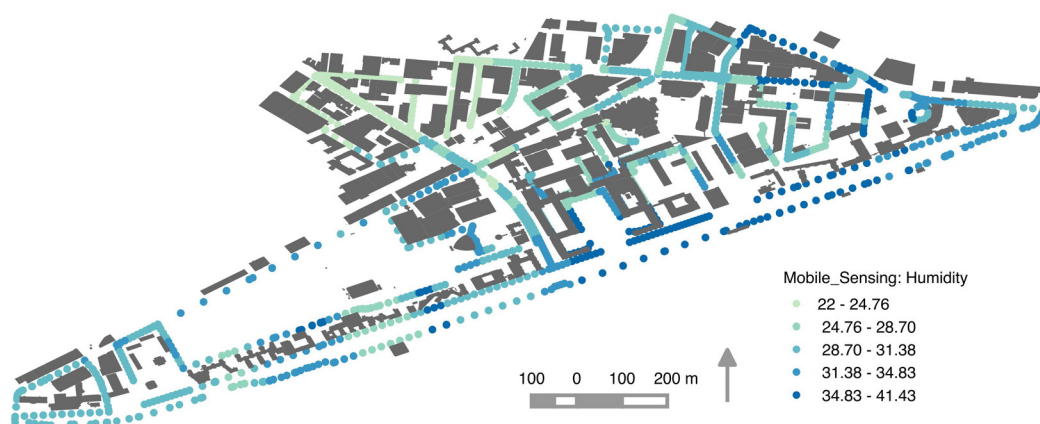 Mobile_Sensing: Humidity
22 - 24.76
24.76 - 28.70
28.70 - 31.38
31.38 - 34.83
34.83 - 41.43
100 0 100 200 m